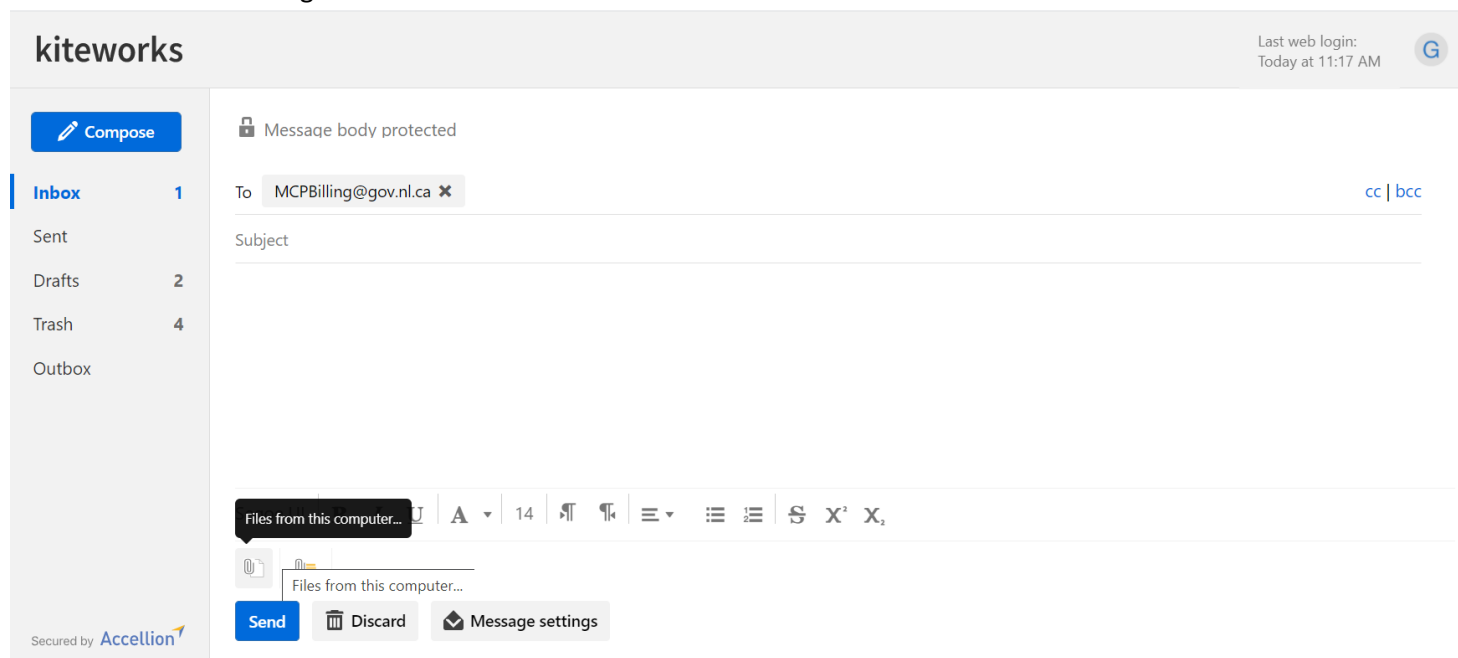 kiteworks
Last web login:
Today at 11:17 AM
G
Compose
Message body protected
Inbox 1
To MCPBilling@gov.nl.ca ✖
cc | bcc
Sent
Subject
Drafts 2
Trash 4
Outbox
Files from this computer...
U A 14 S X² X₂
Files from this computer...
Send Discard Message settings
Secured by Accellion